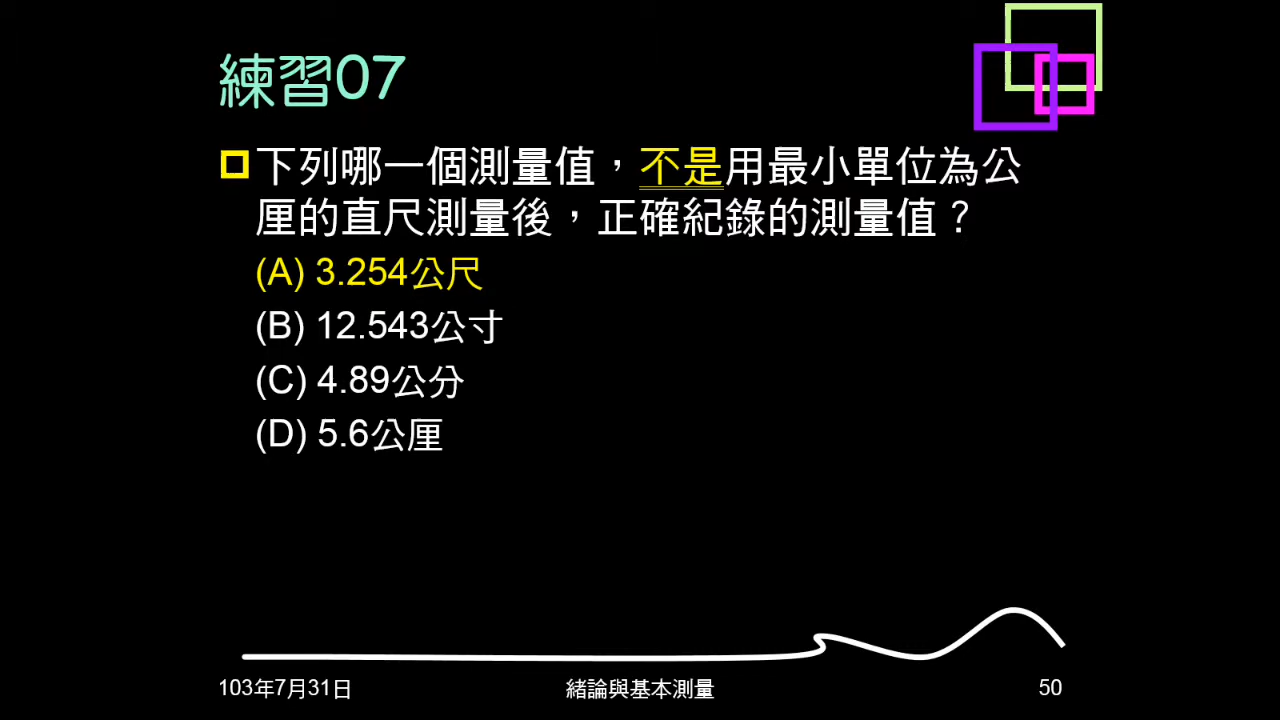 練習07
下列哪一個測量值，不是用最小單位為公
厘的直尺測量後，正確紀錄的測量值？
(A) 3.254公尺
(B) 12.543公寸
(C) 4.89公分
(D) 5.6公厘
103年7月31日
緒論與基本測量
50